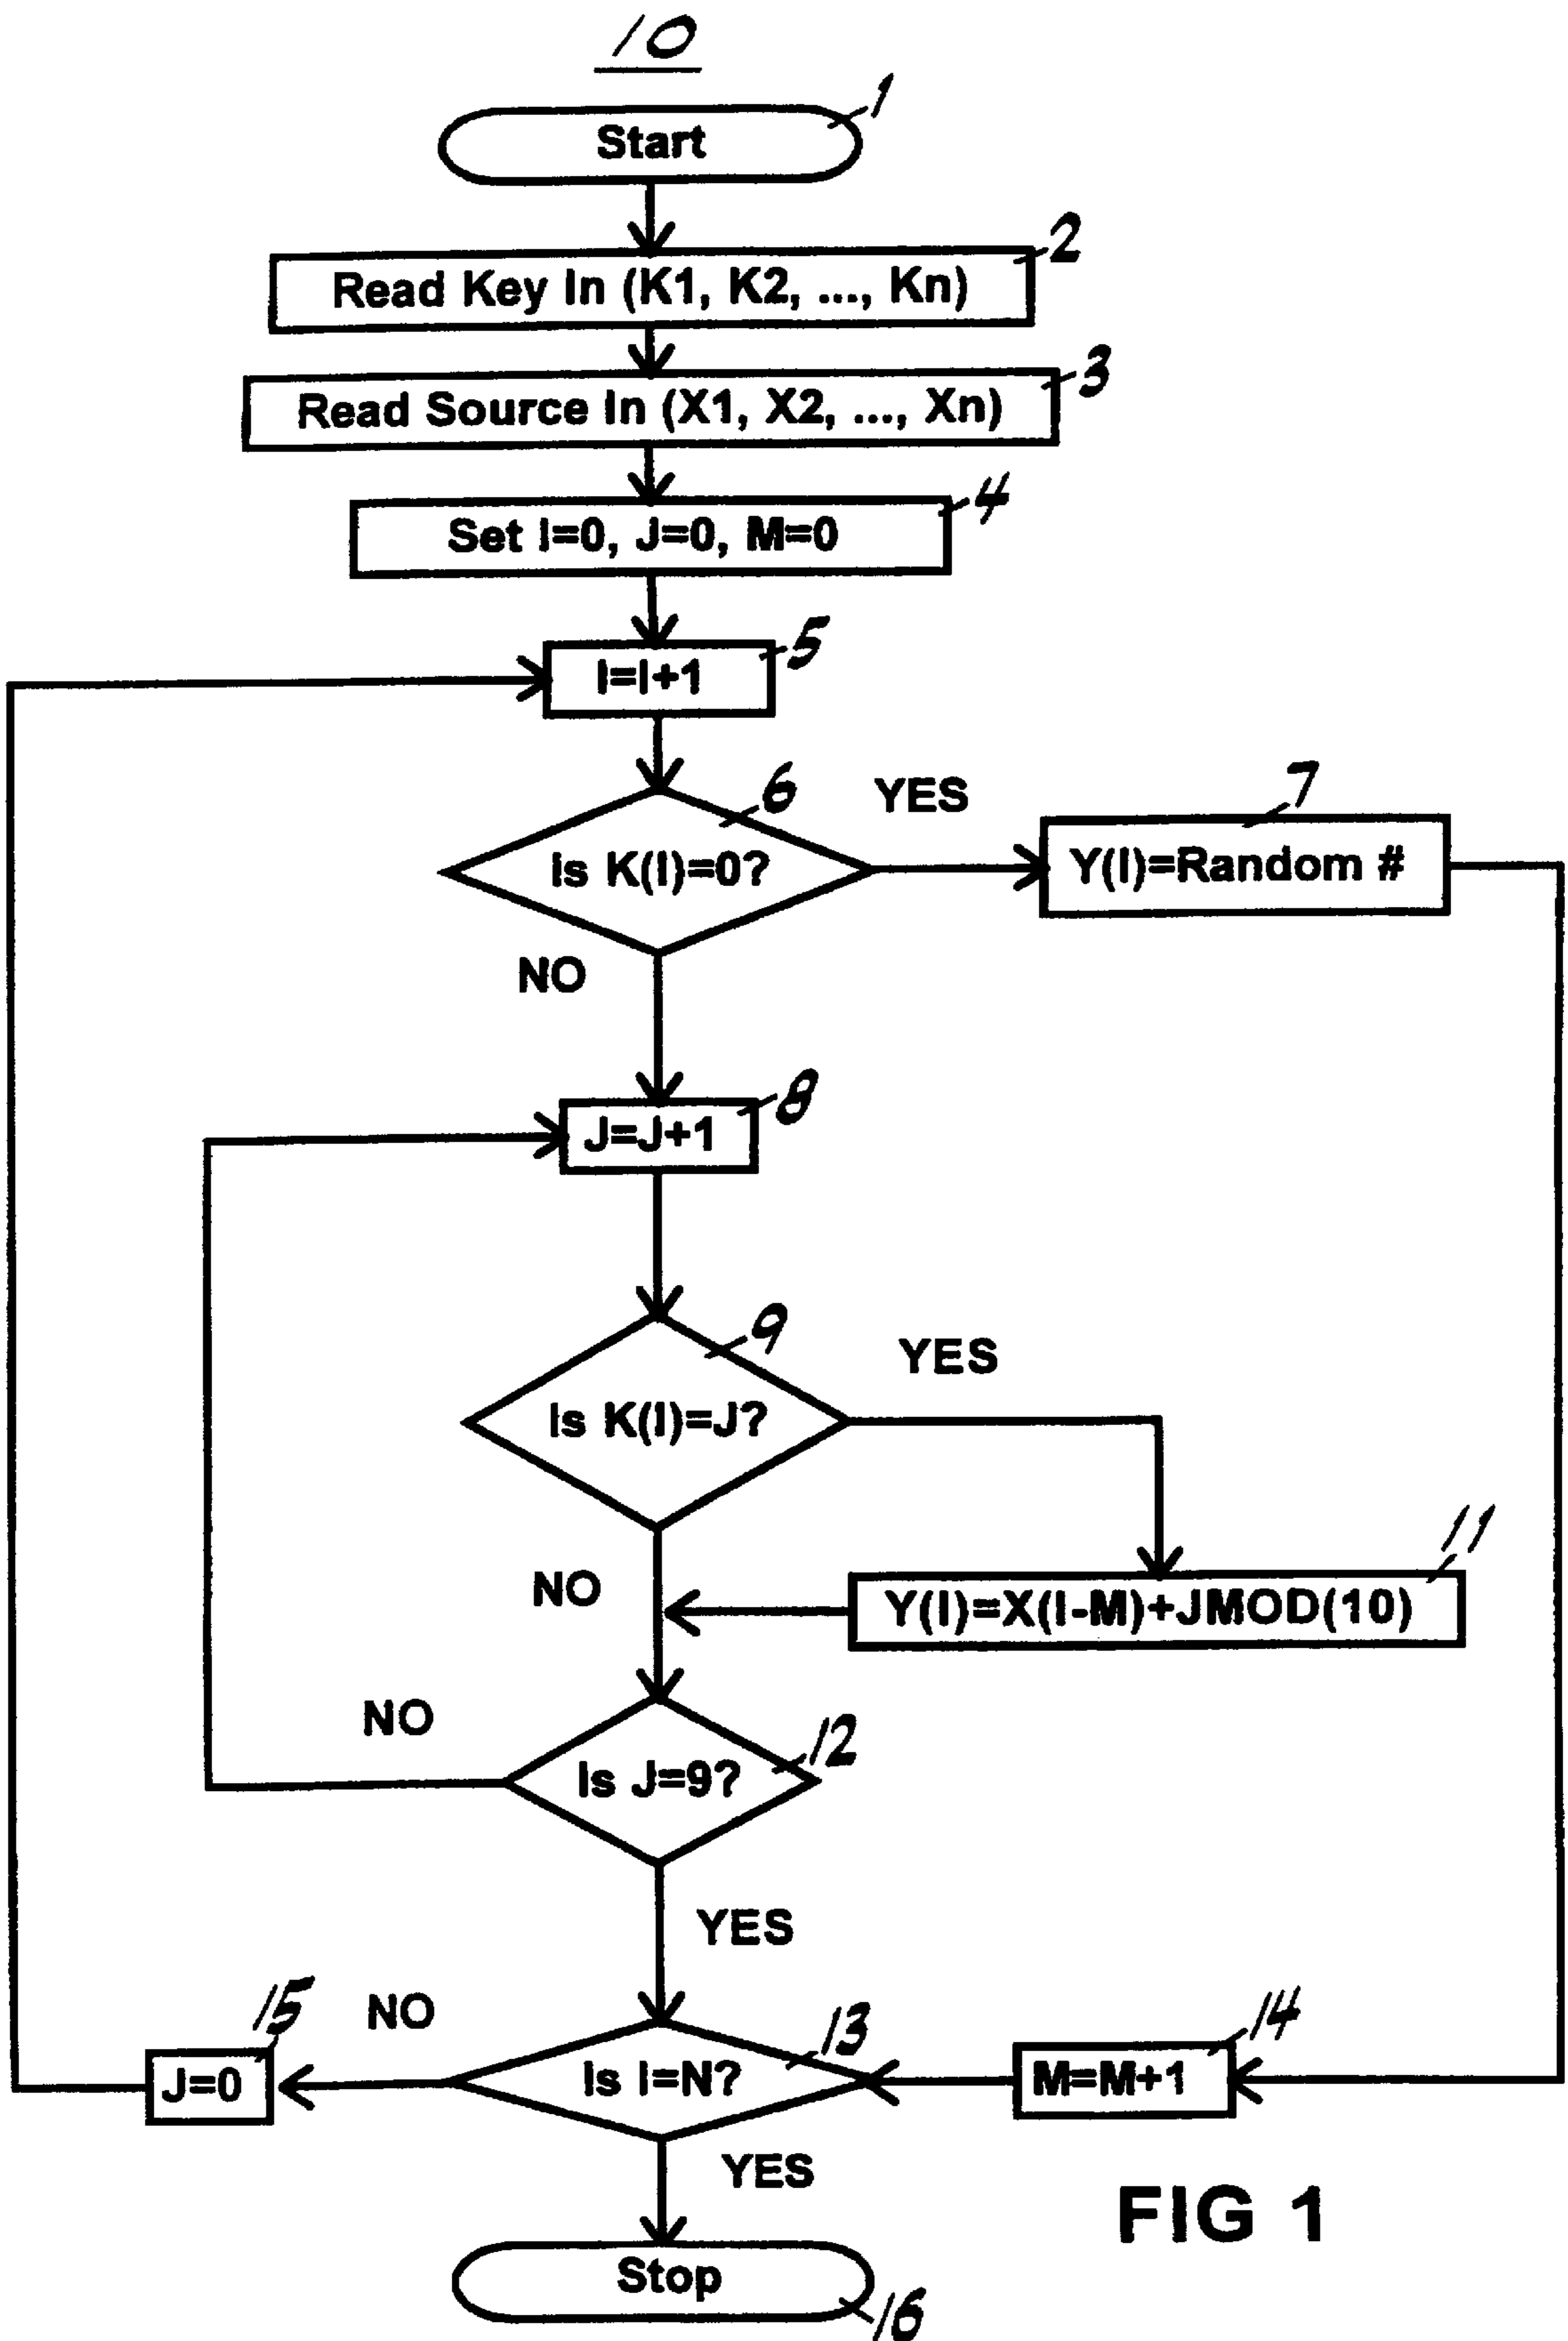 10
1
Start
2
Read Key In (K1, K2, ..., Kn)
3
Read Source In (X1, X2, ..., Xn)
4
Set I=0, J=0, M=0
5
I=I+1
6
YES
7
Is K(I)=0?
Y(I)=Random #
NO
8
J=J+1
9
YES
Is K(I)=J?
11
NO
Y(I)=X(I-M)+JMOD(10)
NO
12
Is J=9?
YES
15
NO
13
14
J=0
Is I=N?
M=M+1
YES
FIG 1
Stop
16